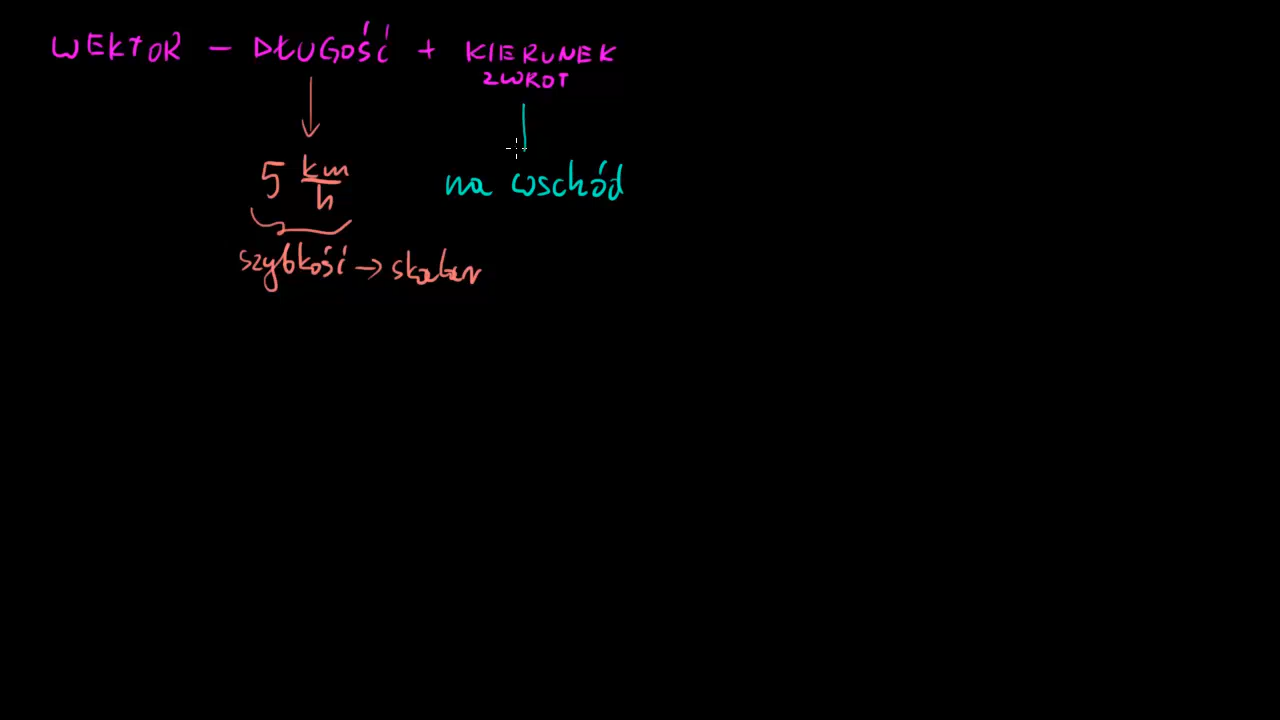 WEKTOR – DŁUGOŚĆ + KIERUNEK
ZWROT
5 km/h
na wschód
szybkość → skalar